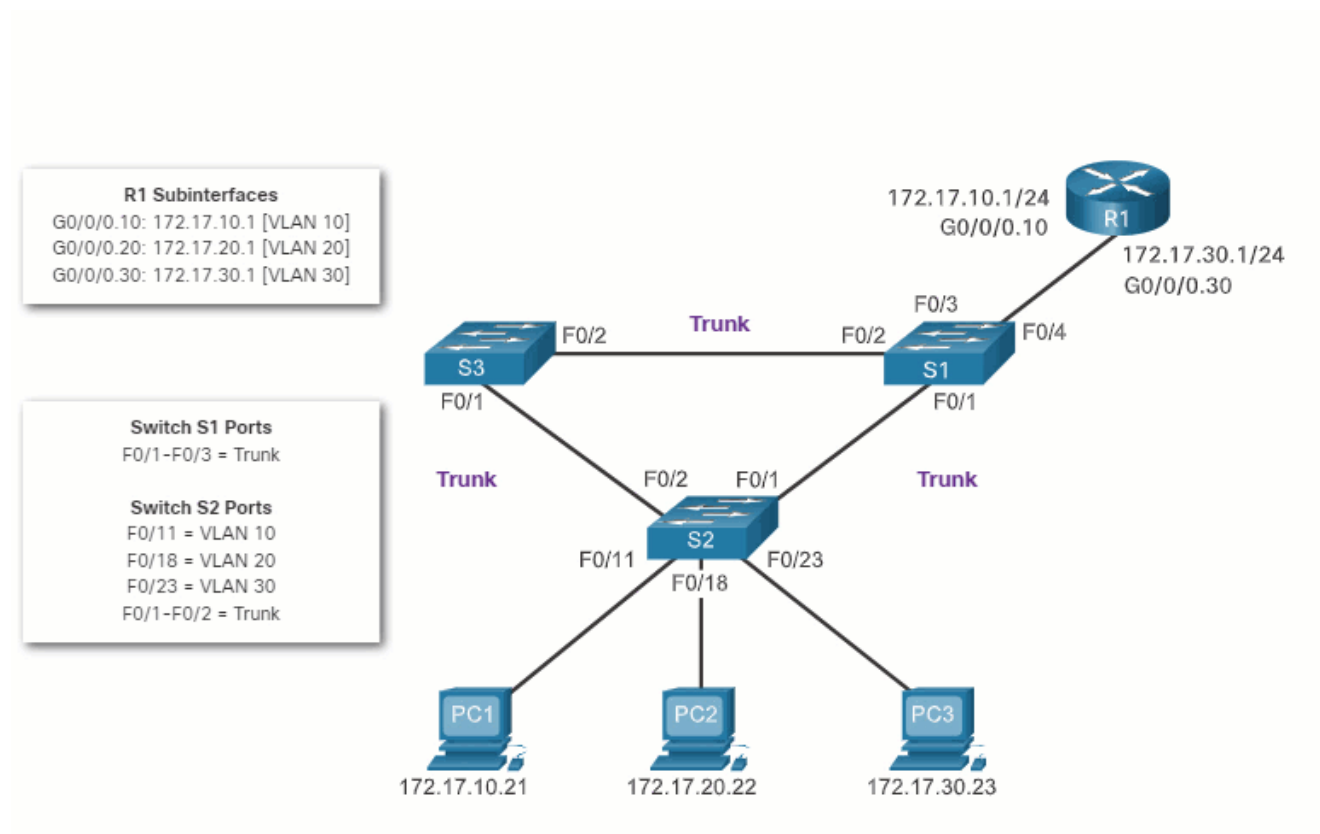 R1 Subinterfaces
G0/0/0.10: 172.17.10.1 [VLAN 10]
G0/0/0.20: 172.17.20.1 [VLAN 20]
G0/0/0.30: 172.17.30.1 [VLAN 30]
172.17.10.1/24
G0/0/0.10
R1
172.17.30.1/24
G0/0/0.30
F0/3
Trunk
F0/2
F0/2
F0/4
S3
S1
F0/1
F0/1
Switch S1 Ports
F0/1-F0/3 = Trunk
Switch S2 Ports
F0/11 = VLAN 10
F0/18 = VLAN 20
F0/23 = VLAN 30
F0/1-F0/2 = Trunk
Trunk
F0/2
F0/1
Trunk
S2
F0/11
F0/18
F0/23
PC1
PC2
PC3
172.17.10.21
172.17.20.22
172.17.30.23